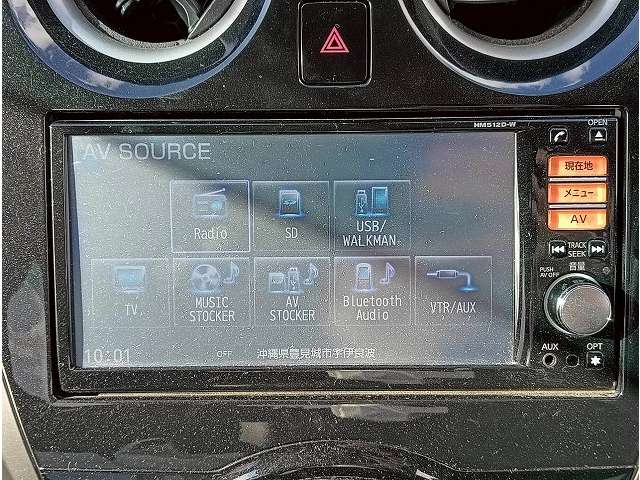 HM512D-W
OPEN
AV SOURCE
現在地
メニュー
AV
Radio
SD
USB/
WALKMAN
TRACK
SEEK
音量
PUSH
AV OFF
TV
MUSIC
STOCKER
AV
STOCKER
Bluetooth
Audio
VTR/AUX
10:01
OFF
沖縄県豊見城市字伊良波
AUX
OPT